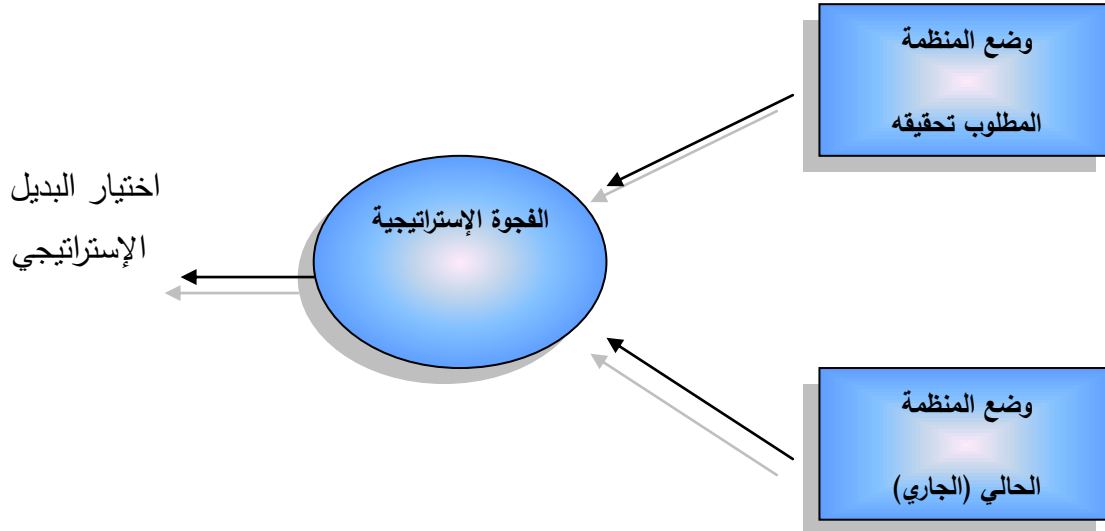 وضع المنظمة
المطلوب تحقيقه
الفجوة الإستراتيجية
اختيار البديل
الإستراتيجي
وضع المنظمة
الحالي (الجاري)